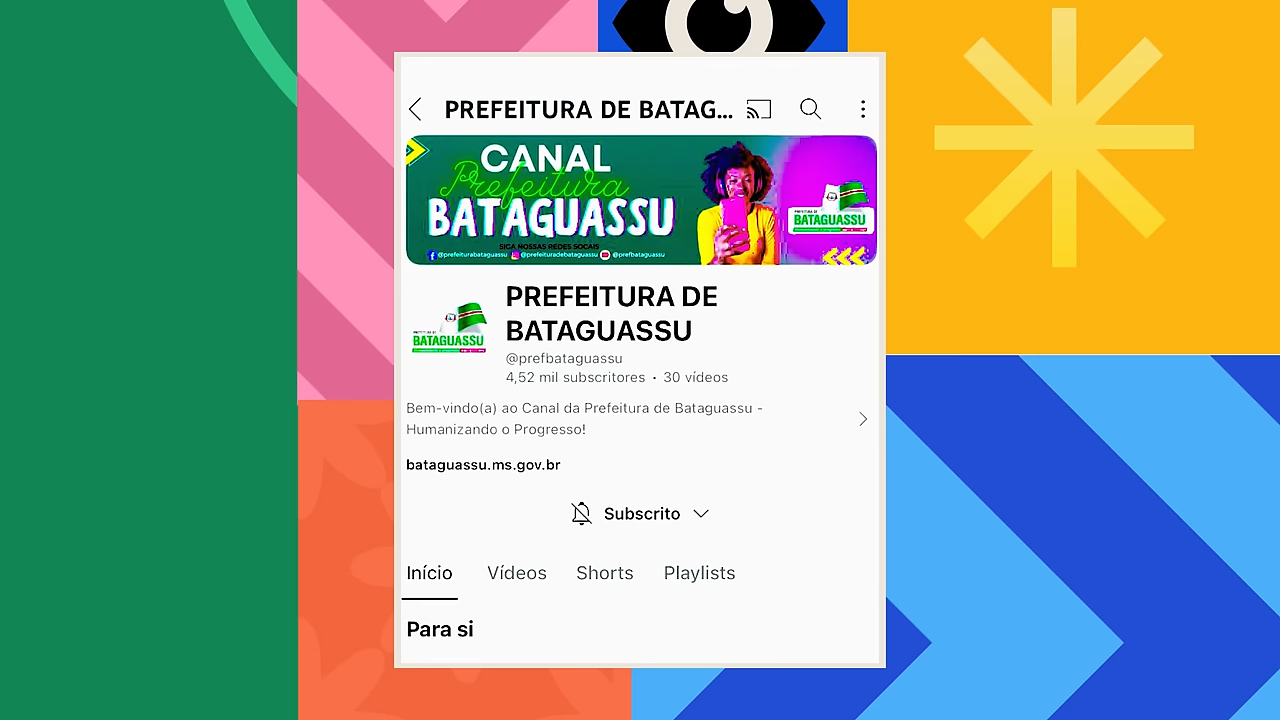 PREFEITURA DE BATAG...
CANAL
Prefeitura
BATAGUASSU
SIGA NOSSAS REDES SOCAIS
@prefeiturabataguassu @prefeituradebataguassu @prefbataguassu
BATAGUASSU
PREFEITURA DE
BATAGUASSU
BATAGUASSU
@prefbataguassu
4,52 mil subscritores • 30 vídeos
Bem-vindo(a) ao Canal da Prefeitura de Bataguassu -
Humanizando o Progresso!
bataguassu.ms.gov.br
Subscrito
Início Vídeos Shorts Playlists
Para si